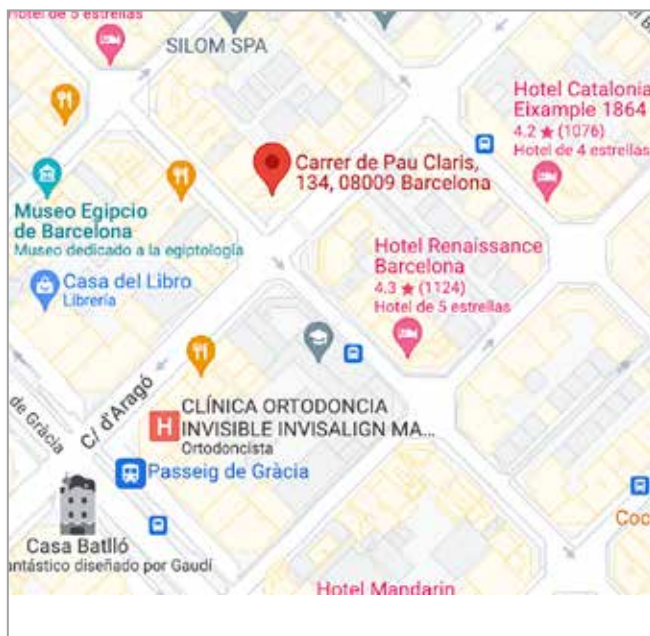 Hotel de 5 estrellas
SILOM SPA
Hotel Catalonia
Eixample 1864
4.2 ★ (1076)
Hotel de 4 estrellas
Carrer de Pau Claris,
134, 08009 Barcelona
Museo Egipcio
de Barcelona
Museo dedicado a la egiptología
Hotel Renaissance
Barcelona
4.3 ★ (1124)
Hotel de 5 estrellas
Casa del Libro
Librería
C/ d'Aragó
de Gràcia
H
CLÍNICA ORTODONCIA
INVISIBLE INVISALIGN MA...
Ortodoncista
Passeig de Gràcia
Casa Batlló
antástico diseñado por Gaudí
Coc
Hotel Mandarin